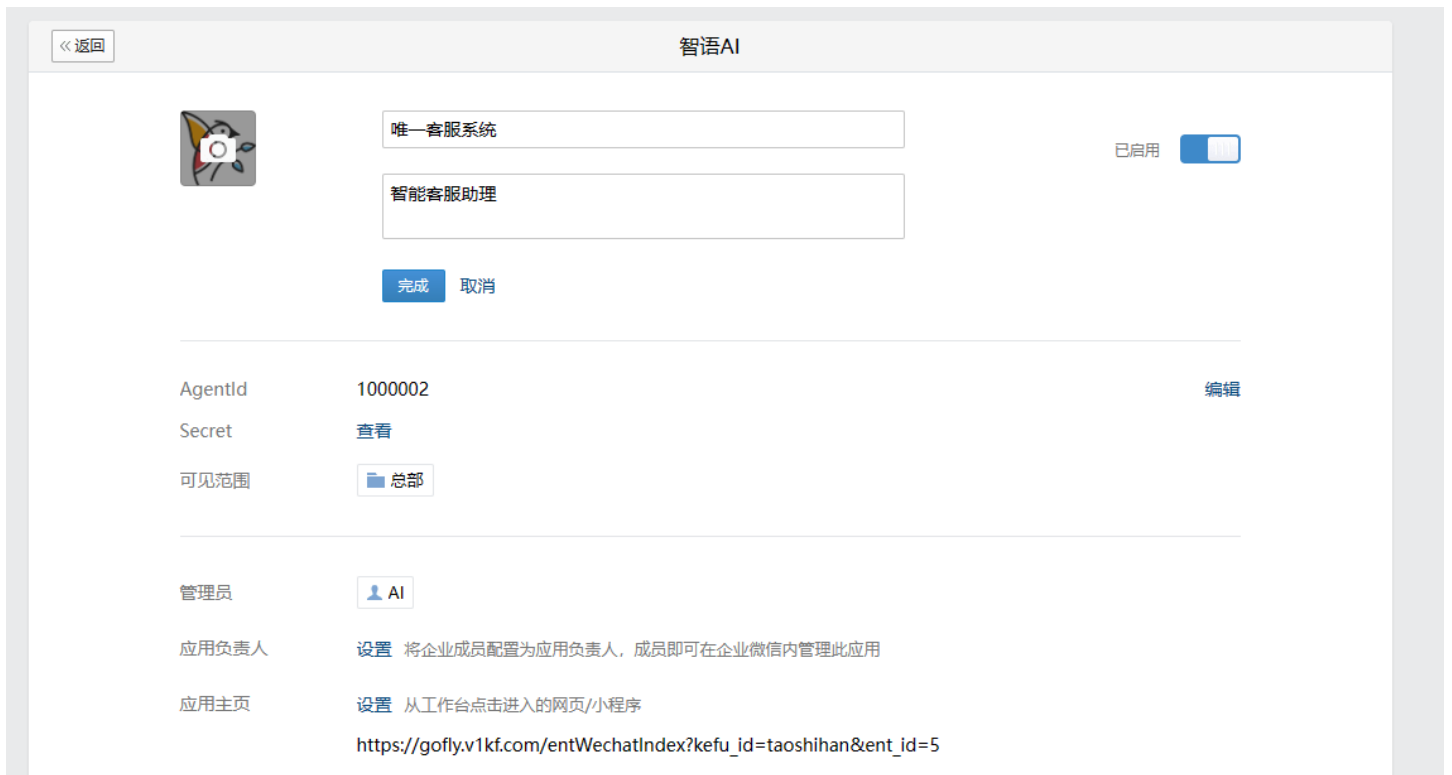 返回
智语AI
唯一客服系统
已启用
智能客服助理
完成 取消
AgentId 1000002 编辑
Secret 查看
可见范围 总部
管理员 AI
应用负责人 设置 将企业成员配置为应用负责人，成员即可在企业微信内管理此应用
应用主页 设置 从工作台点击进入的网页/小程序
https://gofly.v1kf.com/entWechatIndex?kefu_id=taoshihan&ent_id=5